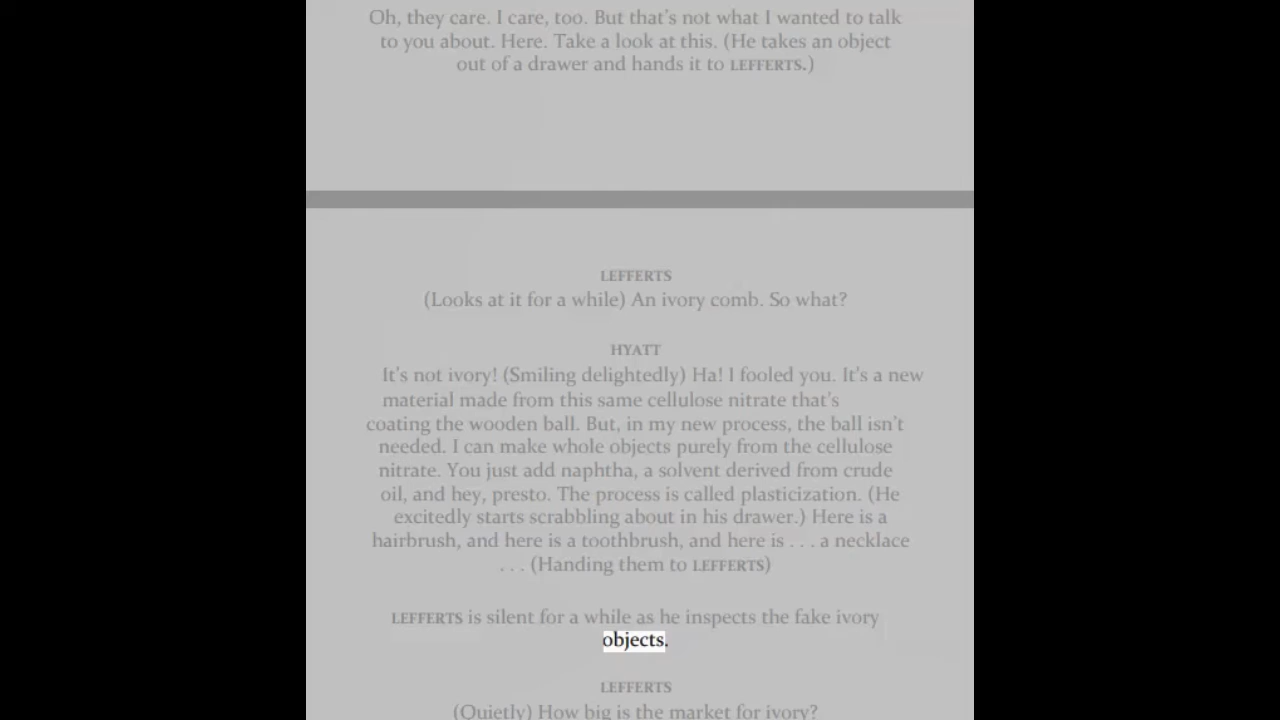 Oh, they care. I care, too. But that's not what I wanted to talk
to you about. Here. Take a look at this. (He takes an object
out of a drawer and hands it to LEFFERTS.)
LEFFERTS
(Looks at it for a while) An ivory comb. So what?
HYATT
It's not ivory! (Smiling delightedly) Ha! I fooled you. It's a new
material made from this same cellulose nitrate that's
coating the wooden ball. But, in my new process, the ball isn't
needed. I can make whole objects purely from the cellulose
nitrate. You just add naphtha, a solvent derived from crude
oil, and hey, presto. The process is called plasticization. (He
excitedly starts scrabbling about in his drawer.) Here is a
hairbrush, and here is a toothbrush, and here is . . . a necklace
. . . (Handing them to LEFFERTS)
LEFFERTS is silent for a while as he inspects the fake ivory
objects.
LEFFERTS
(Quietly) How big is the market for ivory?